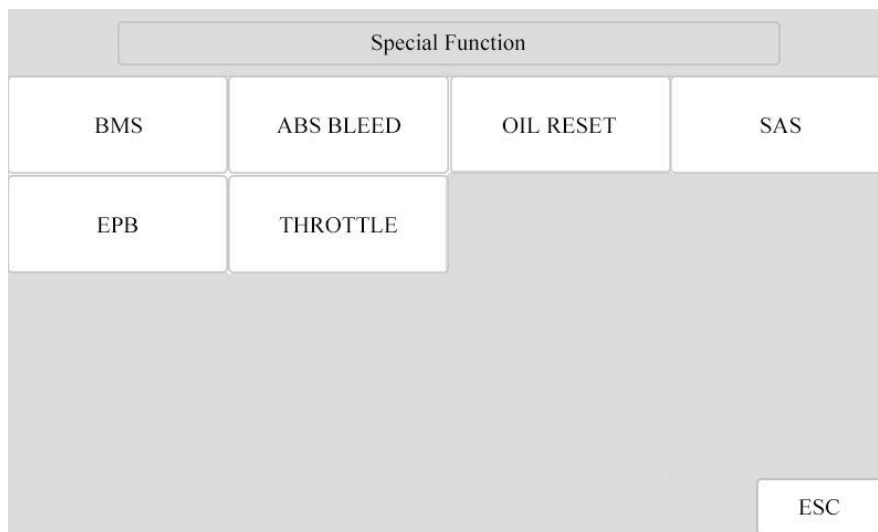 Special Function
BMS
ABS BLEED
OIL RESET
SAS
EPB
THROTTLE
ESC